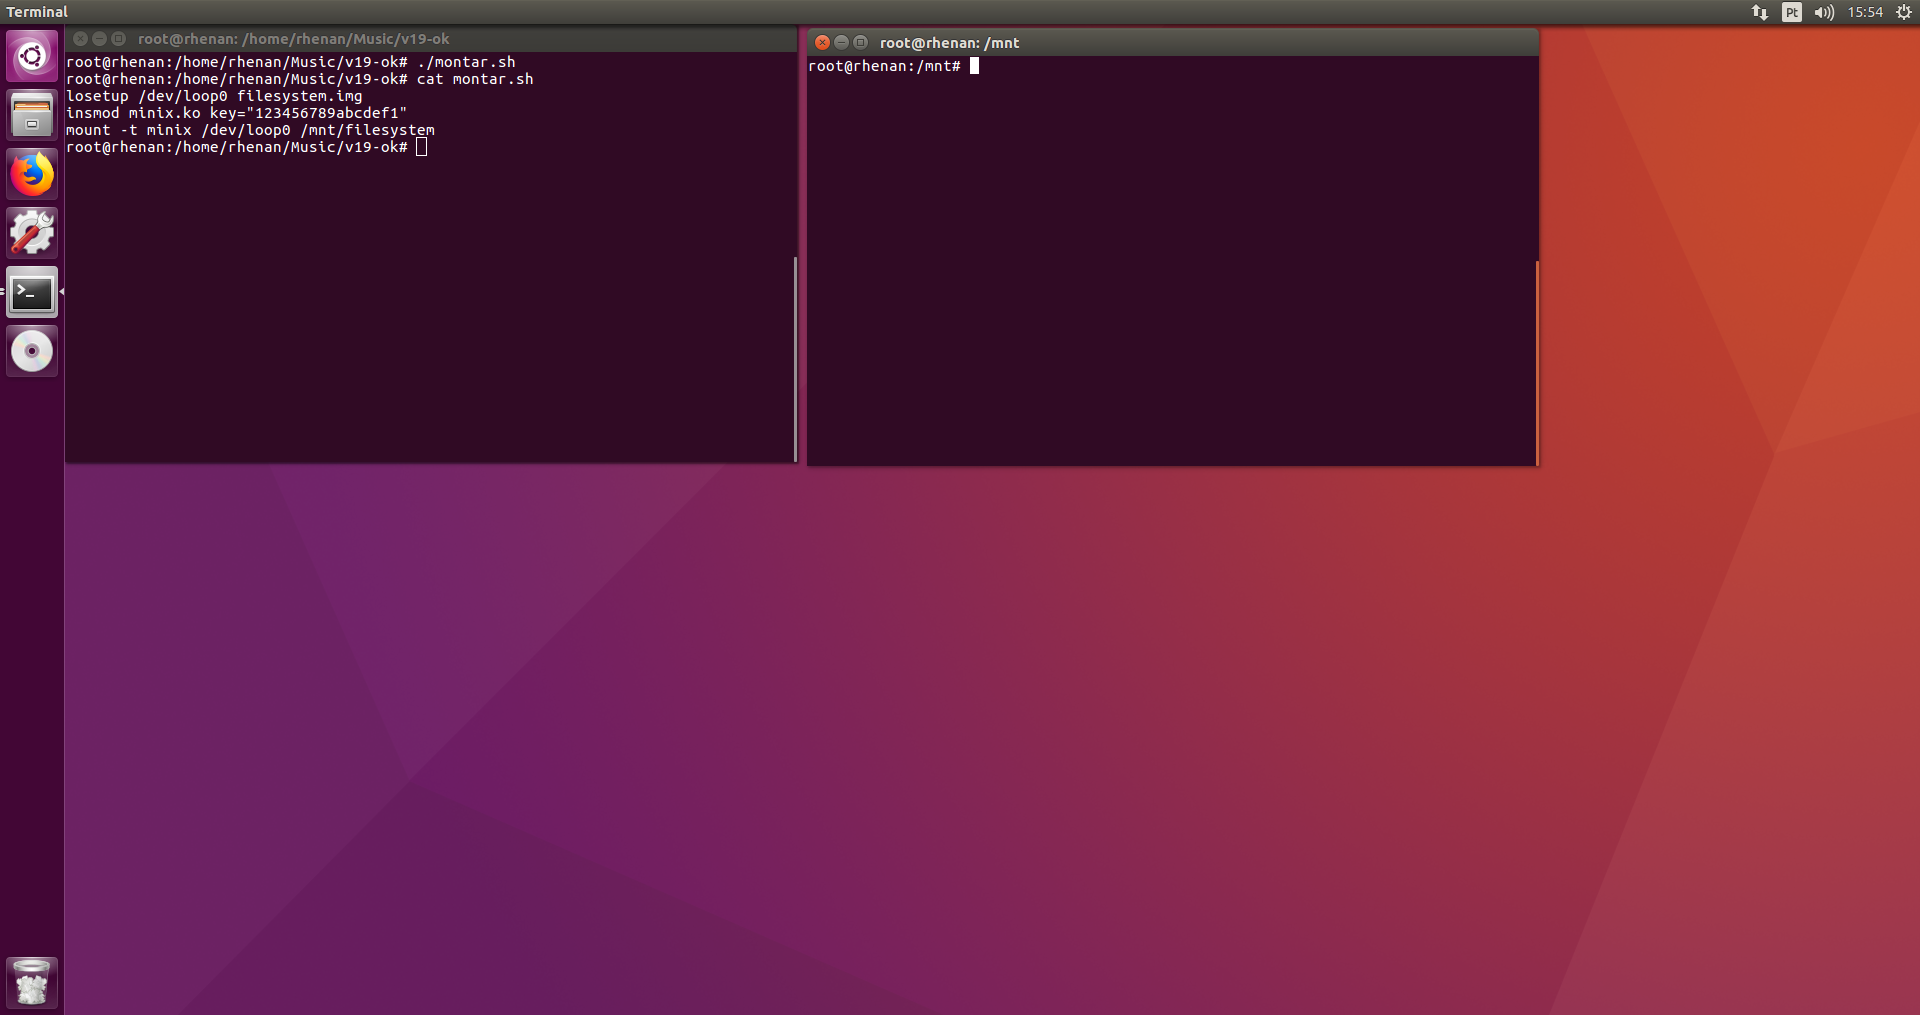 Terminal
Pt
15:54
root@rhenan: /home/rhenan/Music/v19-ok
root@rhenan:/home/rhenan/Music/v19-ok# ./montar.sh
root@rhenan:/home/rhenan/Music/v19-ok# cat montar.sh
losetup /dev/loop0 filesystem.img
insmod minix.ko key="123456789abcdef1"
mount -t minix /dev/loop0 /mnt/filesystem
root@rhenan:/home/rhenan/Music/v19-ok#
root@rhenan: /mnt
root@rhenan:/mnt#